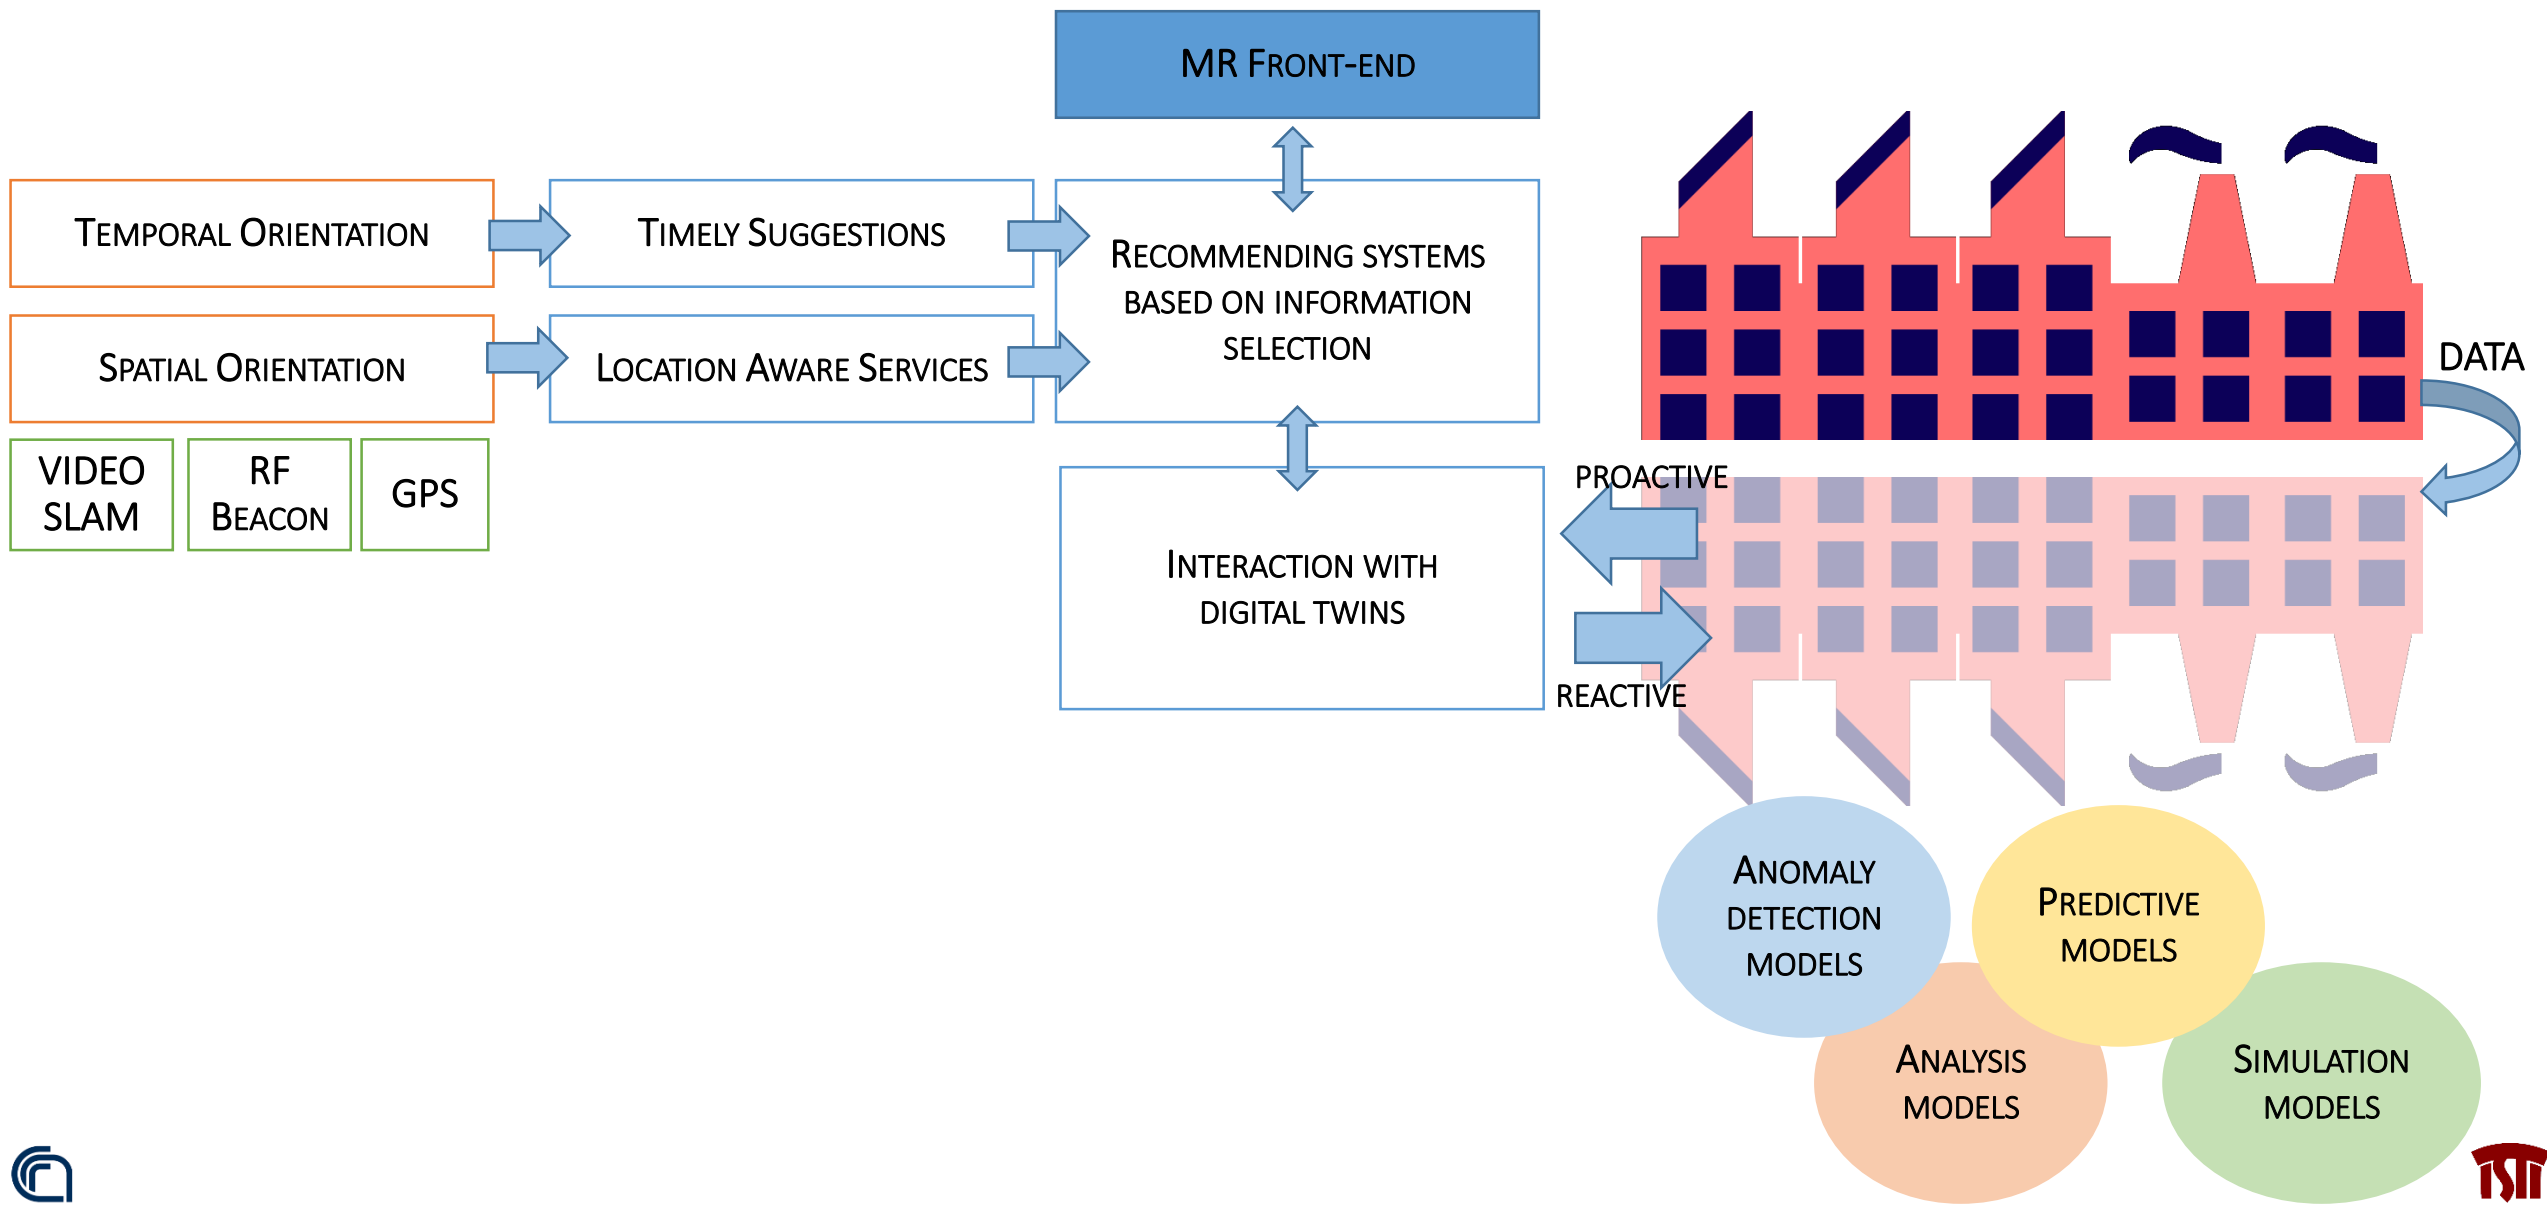 MR Front-end
Temporal Orientation
Timely Suggestions
Recommending systems
based on information
selection
Spatial Orientation
Location Aware Services
VIDEO
SLAM
RF
Beacon
GPS
Interaction with
digital twins
DATA
proactive
reactive
Anomaly
detection
models
Predictive
models
Analysis
models
Simulation
models
ISTI